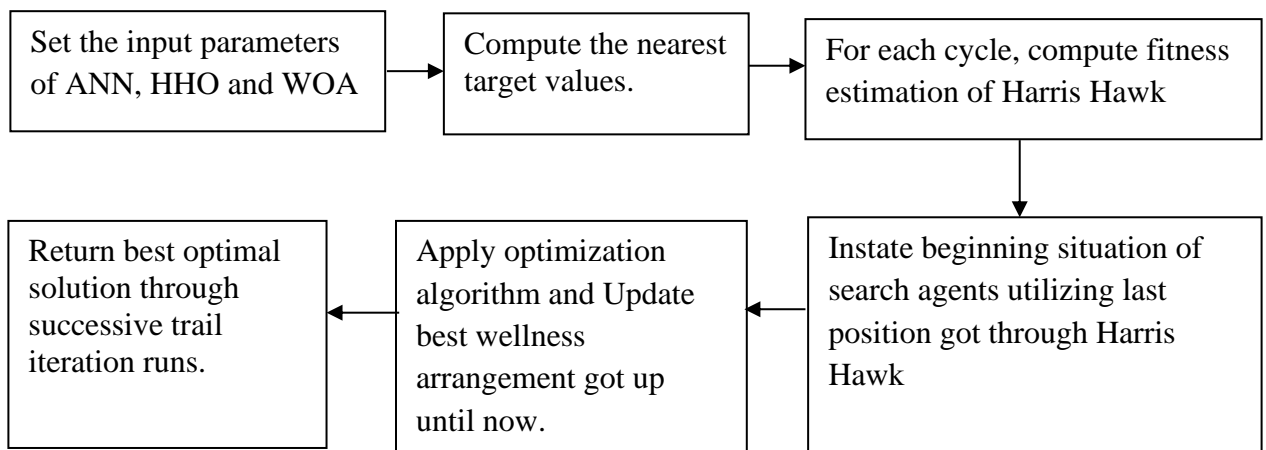 Set the input parameters
of ANN, HHO and WOA
Compute the nearest
target values.
For each cycle, compute fitness
estimation of Harris Hawk
Instate beginning situation of
search agents utilizing last
position got through Harris
Hawk
Apply optimization
algorithm and Update
best wellness
arrangement got up
until now.
Return best optimal
solution through
successive trail
iteration runs.